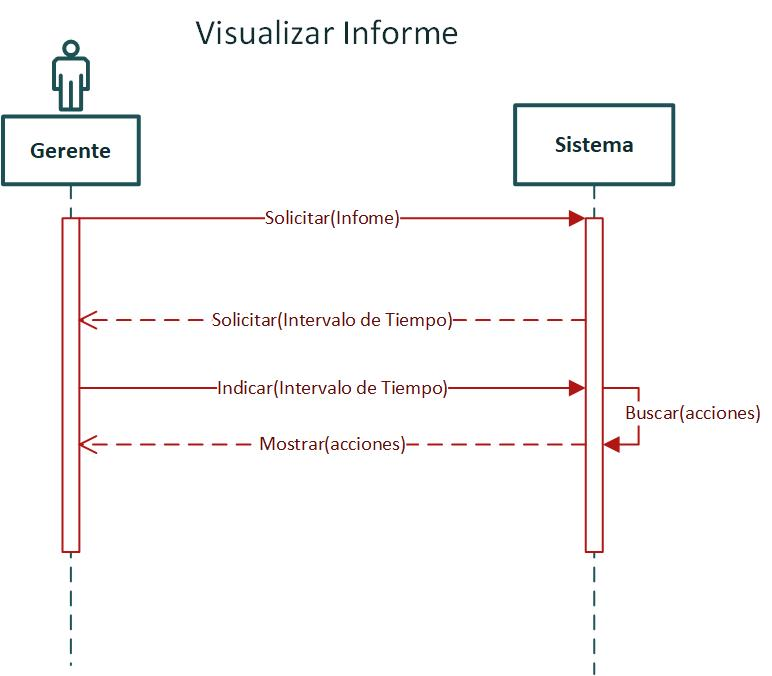 Visualizar Informe
Gerente
Sistema
Solicitar(Infome)
Solicitar(Intervalo de Tiempo)
Indicar(Intervalo de Tiempo)
Buscar(acciones)
Mostrar(acciones)